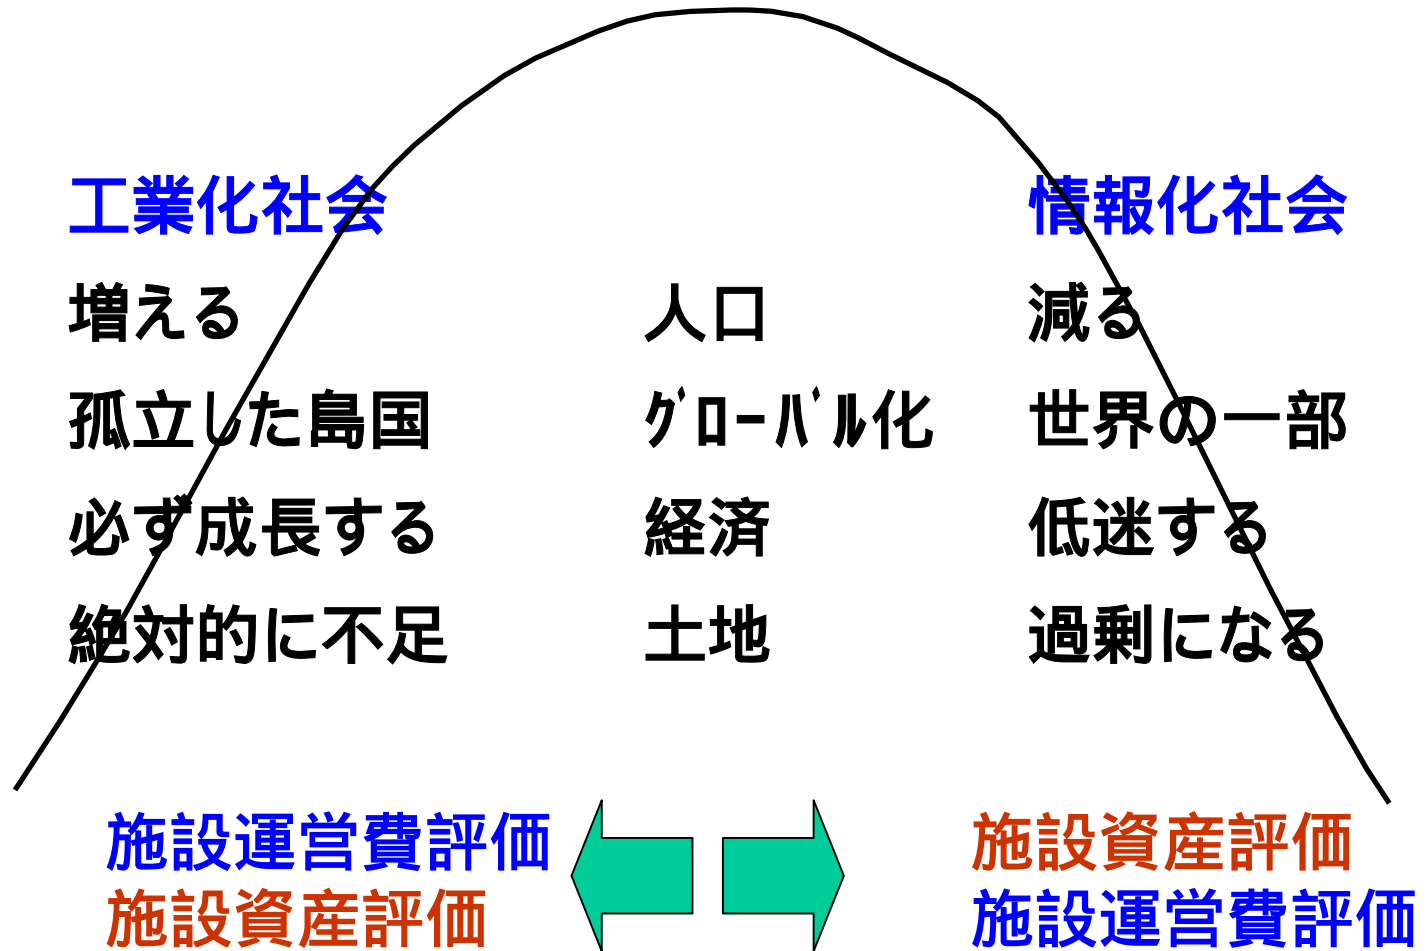 工業化社会 情報化社会
増える 人口 減る
孤立した島国 ｸﾞﾛｰﾊﾞﾙ化 世界の一部
必ず成長する 経済 低迷する
絶対的に不足 土地 過剰になる
施設運営費評価 施設資産評価
施設資産評価 施設運営費評価